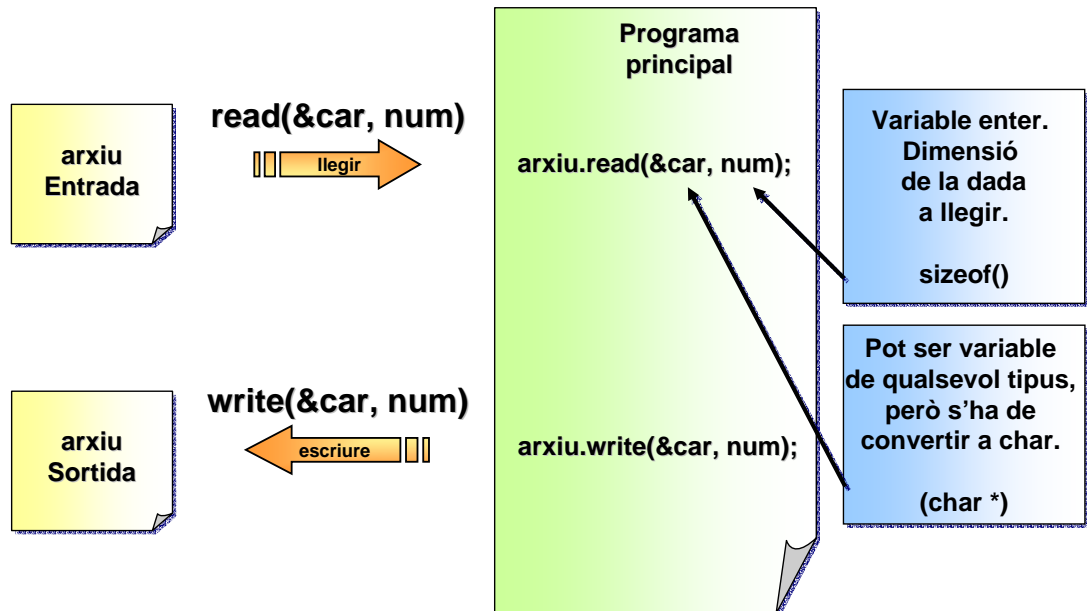 Programa
principal
read(&car, num)
llegir
arxiu
Entrada
arxiu.read(&car, num);
Variable enter.
Dimensió
de la dada
a llegir.
sizeof()
write(&car, num)
escriure
arxiu
Sortida
arxiu.write(&car, num);
Pot ser variable
de qualsevol tipus,
però s'ha de
convertir a char.
(char *)